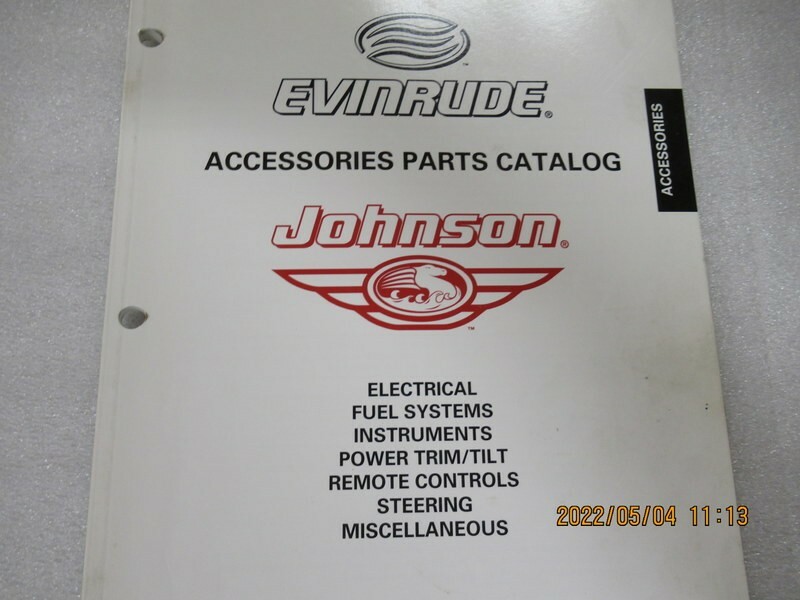 EVINRUDE®
ACCESSORIES PARTS CATALOG
ACCESSORIES
Johnson®
™
ELECTRICAL
FUEL SYSTEMS
INSTRUMENTS
POWER TRIM/TILT
REMOTE CONTROLS
STEERING
MISCELLANEOUS
2022/05/04 11:13